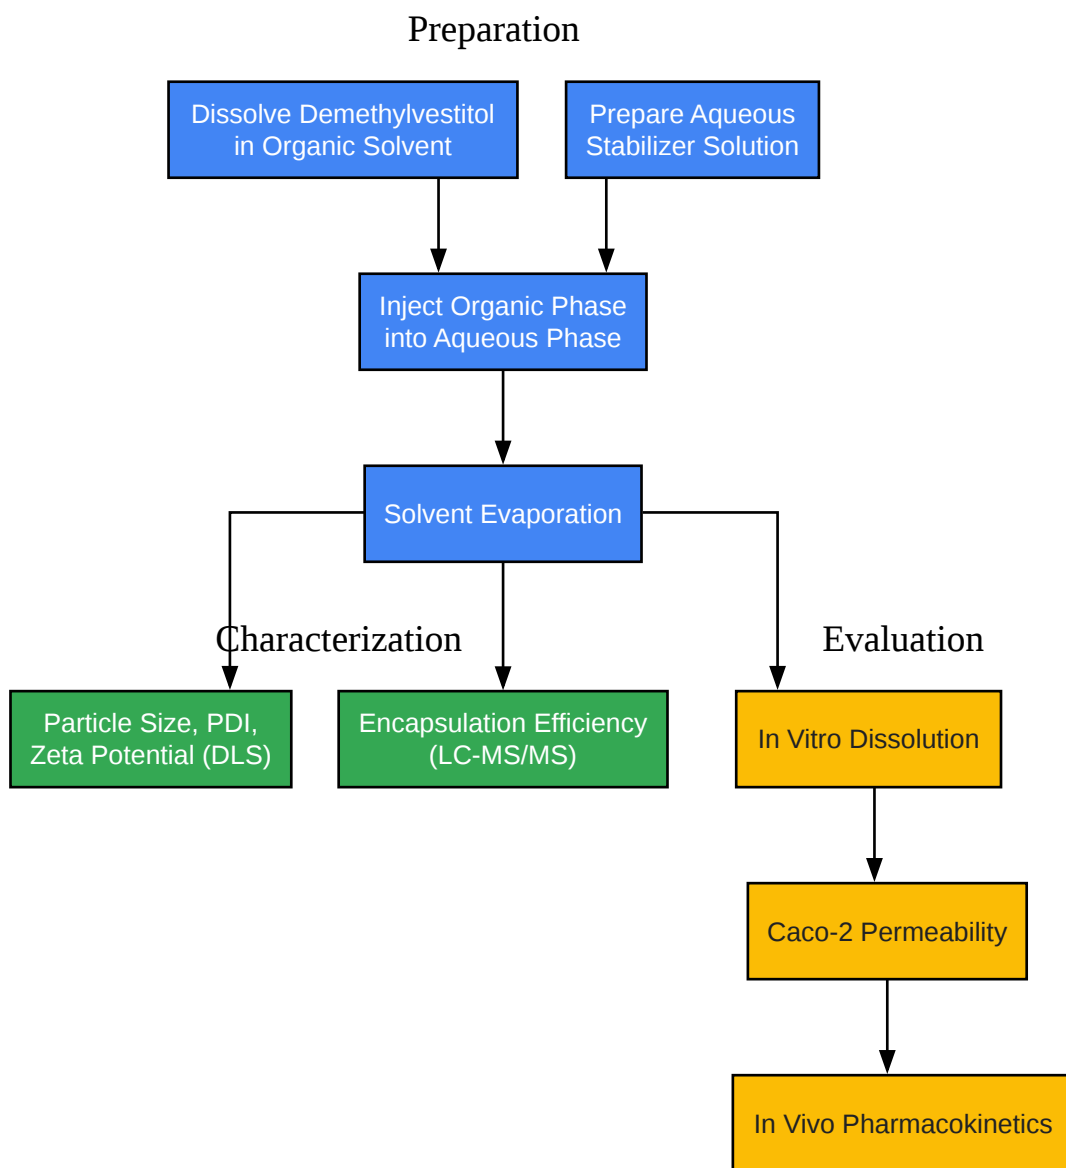 Preparation
Dissolve Demethylvestitol
in Organic Solvent
Prepare Aqueous
Stabilizer Solution
Inject Organic Phase
into Aqueous Phase
Solvent Evaporation
Characterization
Evaluation
Particle Size, PDI,
Zeta Potential (DLS)
Encapsulation Efficiency
(LC-MS/MS)
In Vitro Dissolution
Caco-2 Permeability
In Vivo Pharmacokinetics